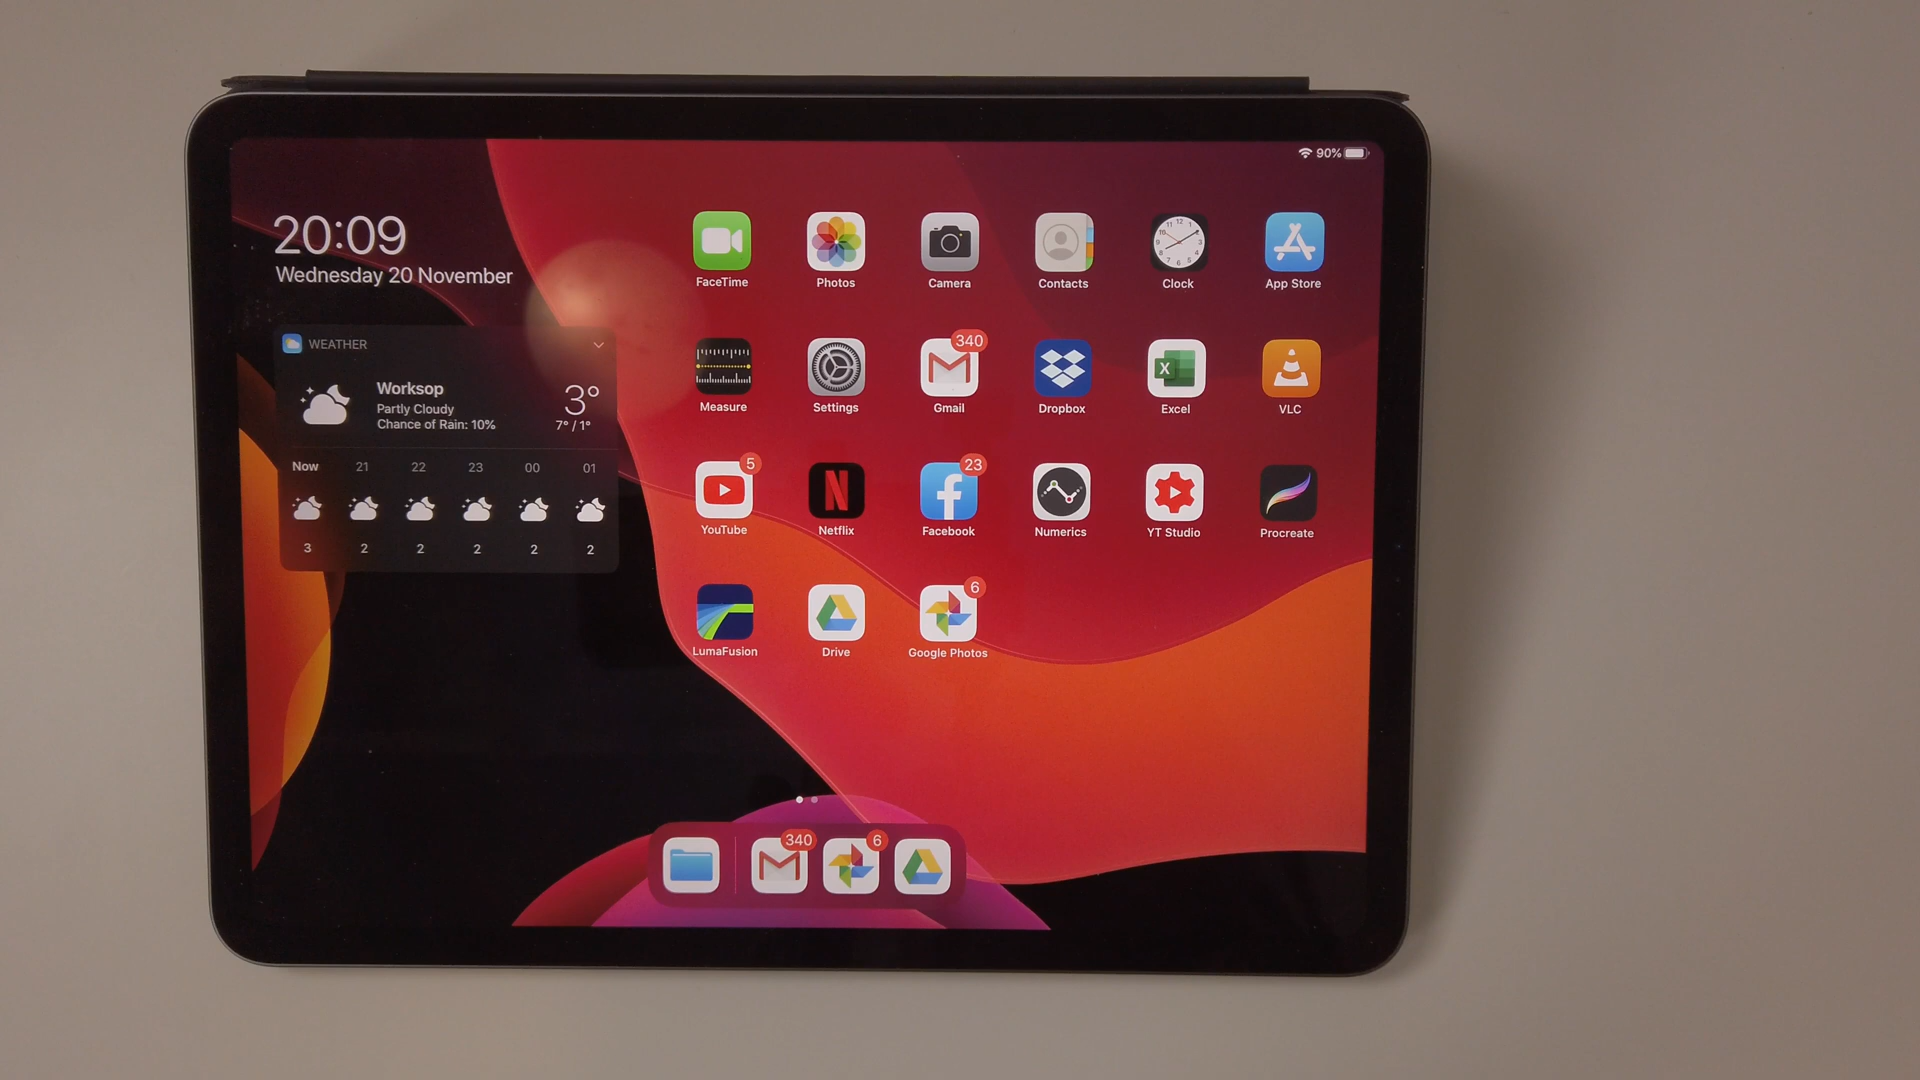 90%
20:09
Wednesday 20 November
WEATHER
Worksop
Partly Cloudy
Chance of Rain: 10%
3°
7° / 1°
Now 21 22 23 00 01
3 2 2 2 2 2
FaceTime Photos Camera Contacts Clock App Store
340
Measure Settings Gmail Dropbox Excel VLC
5 23
YouTube Netflix Facebook Numerics YT Studio Procreate
6
LumaFusion Drive Google Photos
340 6